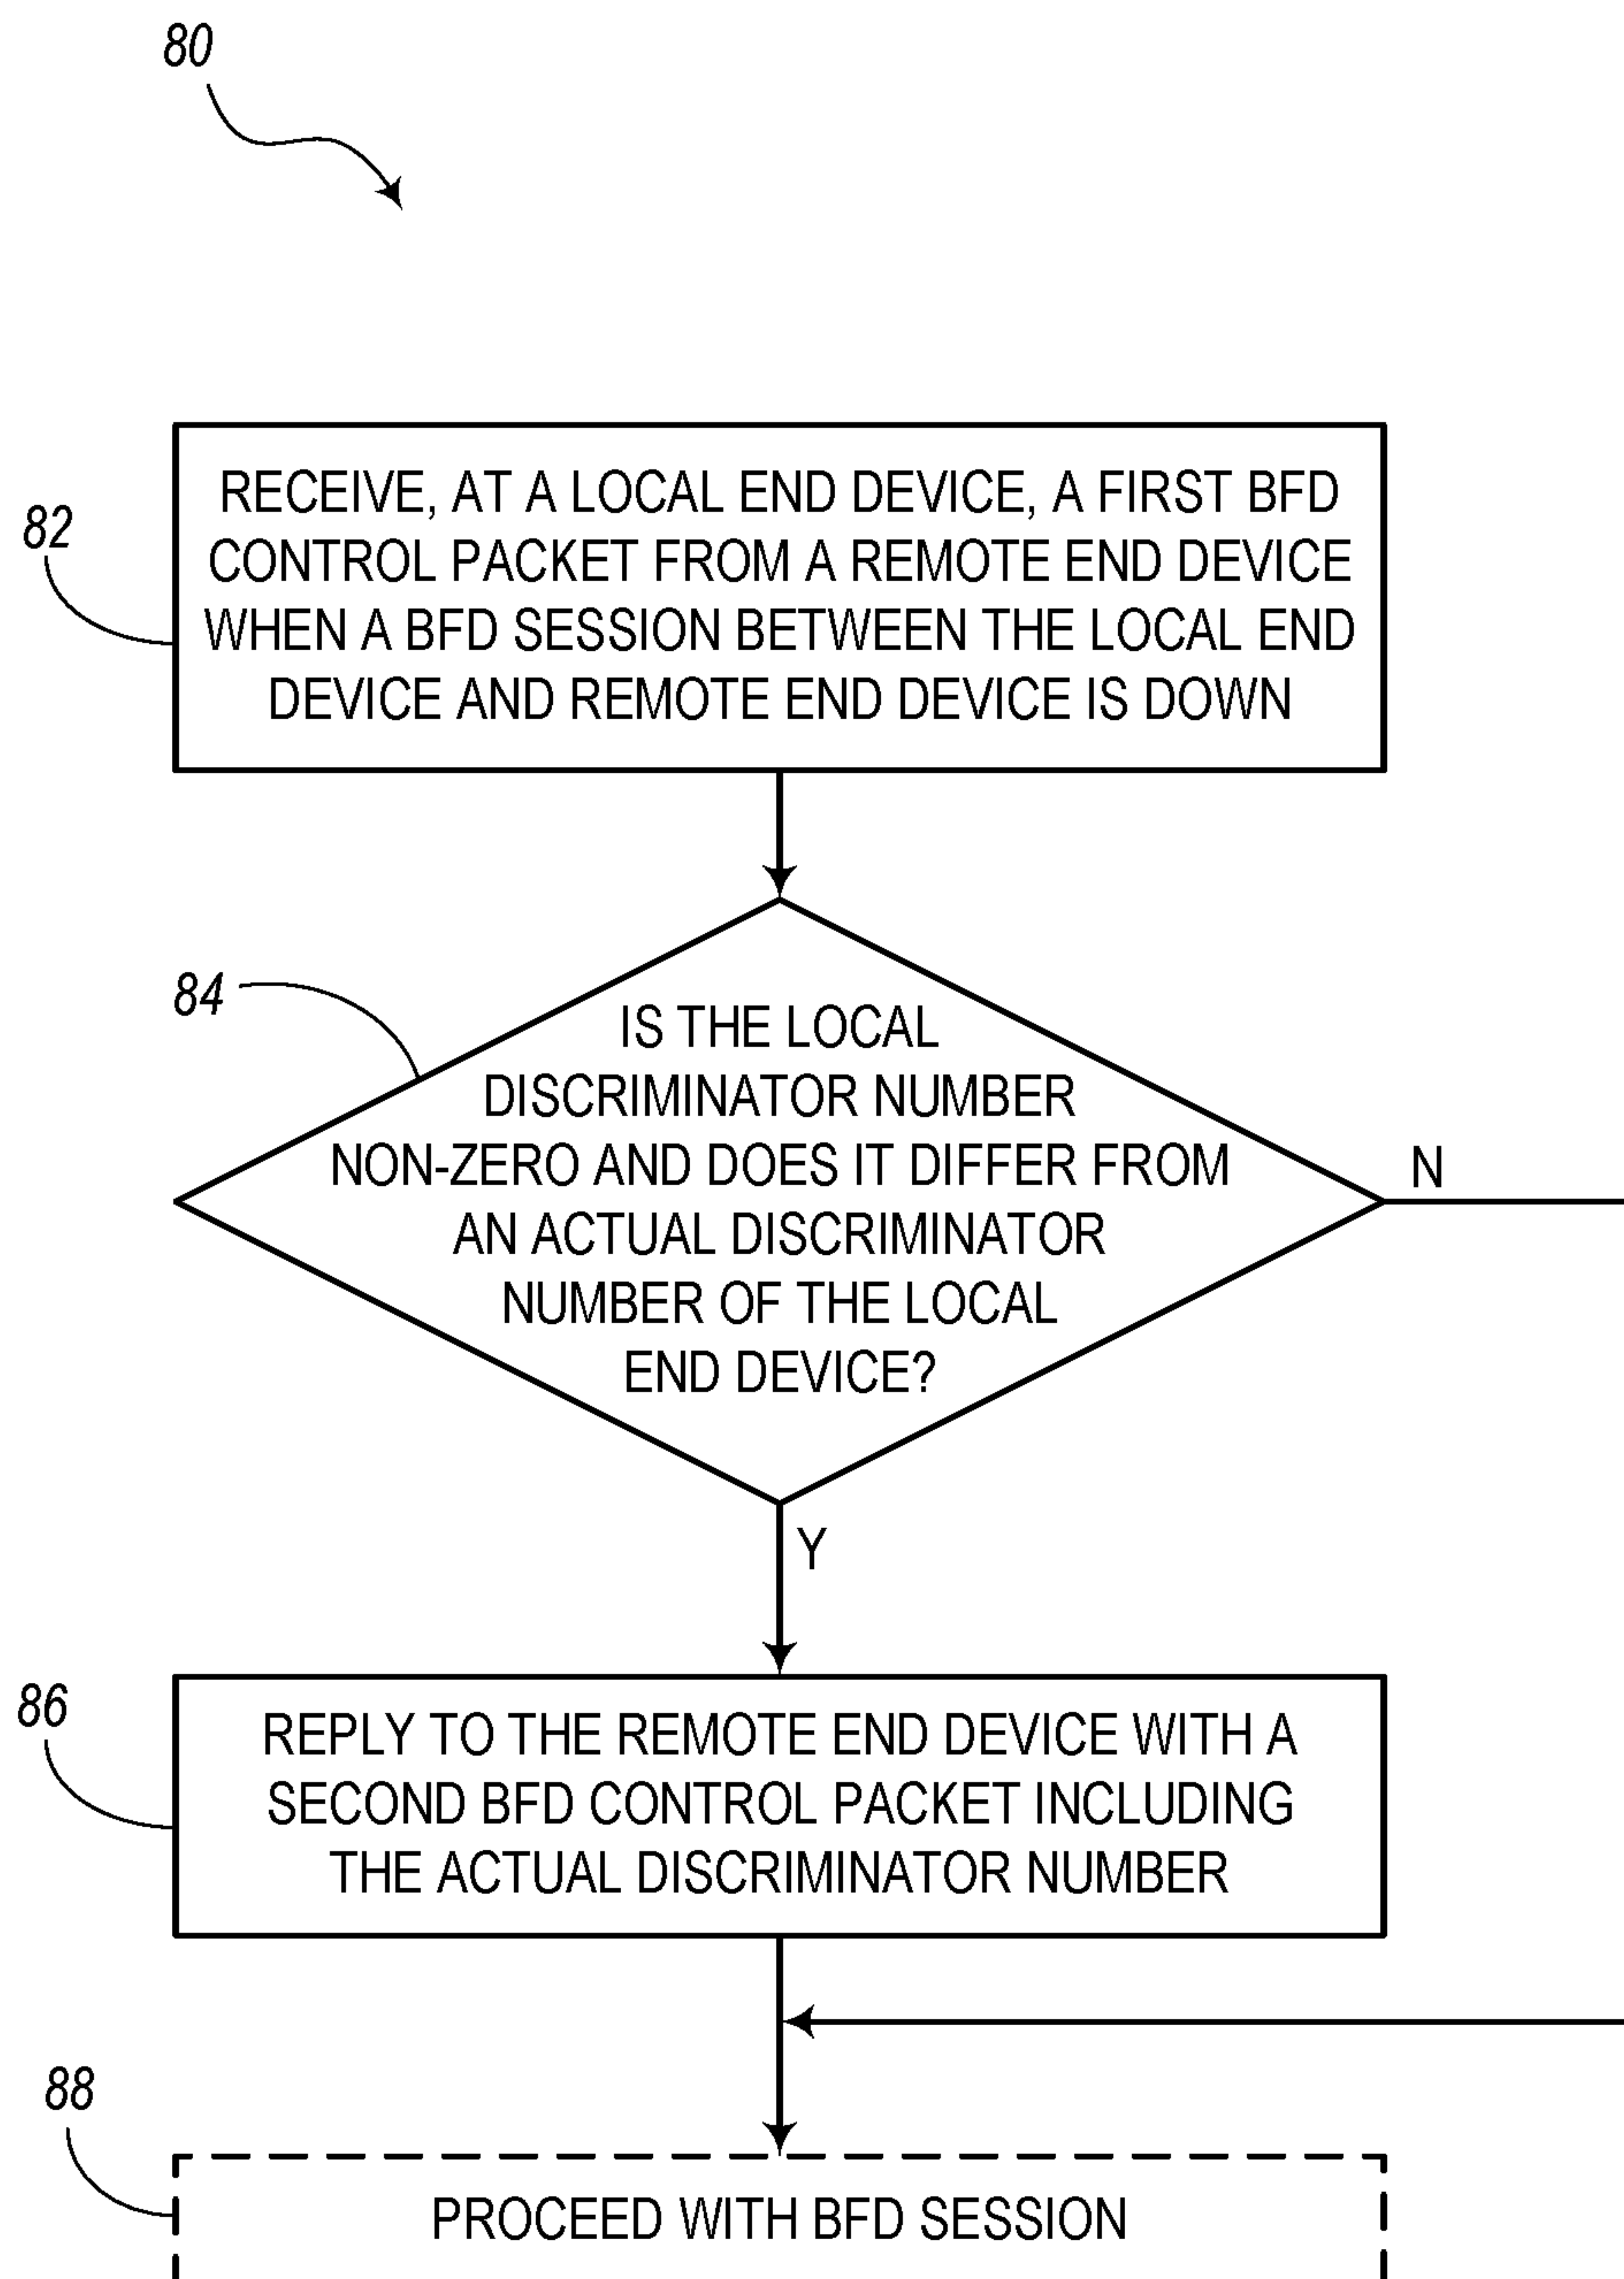 80
82
RECEIVE, AT A LOCAL END DEVICE, A FIRST BFD
CONTROL PACKET FROM A REMOTE END DEVICE
WHEN A BFD SESSION BETWEEN THE LOCAL END
DEVICE AND REMOTE END DEVICE IS DOWN
84
IS THE LOCAL
DISCRIMINATOR NUMBER
NON-ZERO AND DOES IT DIFFER FROM
AN ACTUAL DISCRIMINATOR
NUMBER OF THE LOCAL
END DEVICE?
N
Y
86
REPLY TO THE REMOTE END DEVICE WITH A
SECOND BFD CONTROL PACKET INCLUDING
THE ACTUAL DISCRIMINATOR NUMBER
88
PROCEED WITH BFD SESSION